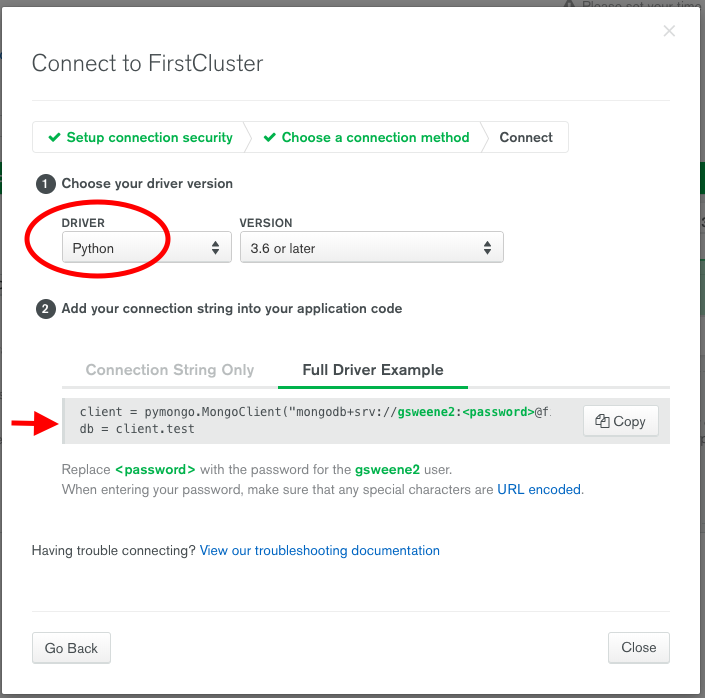 Please set your time
Connect to FirstCluster
Setup connection security
Choose a connection method
Connect
1 Choose your driver version
DRIVER
VERSION
Python
3.6 or later
2 Add your connection string into your application code
Connection String Only
Full Driver Example
client = pymongo.MongoClient("mongodb+srv://gsweene2:<password>@f
db = client.test
Copy
Replace <password> with the password for the gsweene2 user.
When entering your password, make sure that any special characters are URL encoded.
Having trouble connecting? View our troubleshooting documentation
Go Back
Close